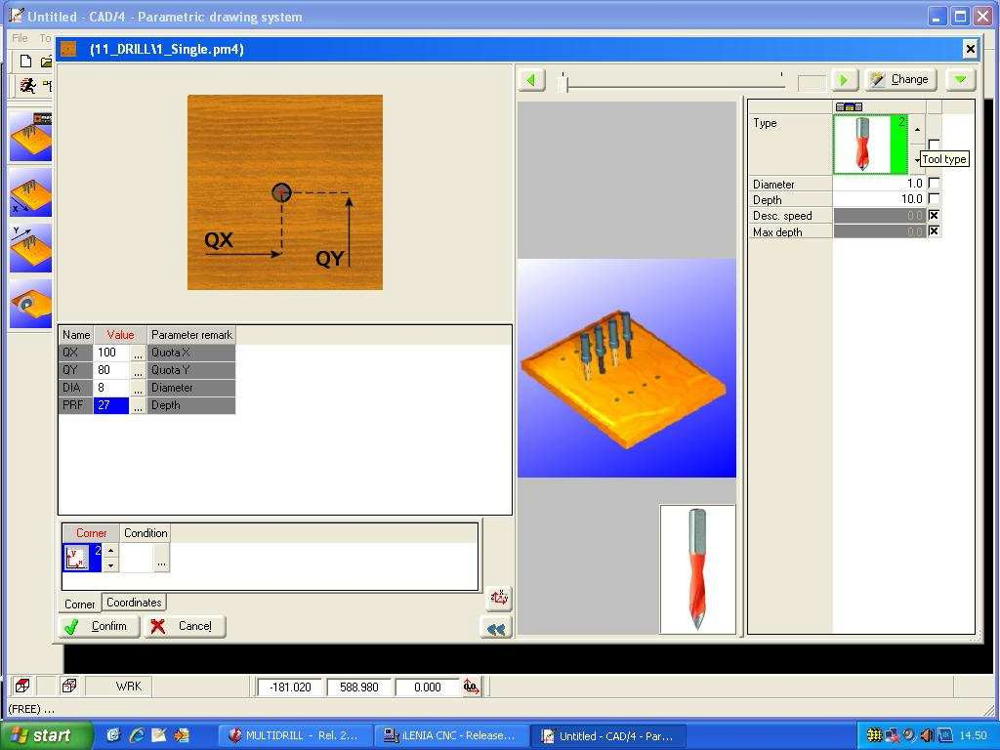 Untitled - CAD/4 - Parametric drawing system
File To
(11_DRILL\1_Single.pm4)
Change
Type
2
Tool type
Diameter 1.0
Depth 10.0
Desc. speed 0.0
Max depth 0.0
QX
QY
Name Value Parameter remark
QX 100 ... Quota X
QY 80 ... Quota Y
DIA 8 ... Diameter
PRF 27 ... Depth
Corner Condition
2 ...
Corner Coordinates
Confirm Cancel
WRK -181.020 588.980 0.000
(FREE) ...
start MULTIDRILL - Rel. 2... iLENIA CNC - Release... Untitled - CAD/4 - Par... 14.50